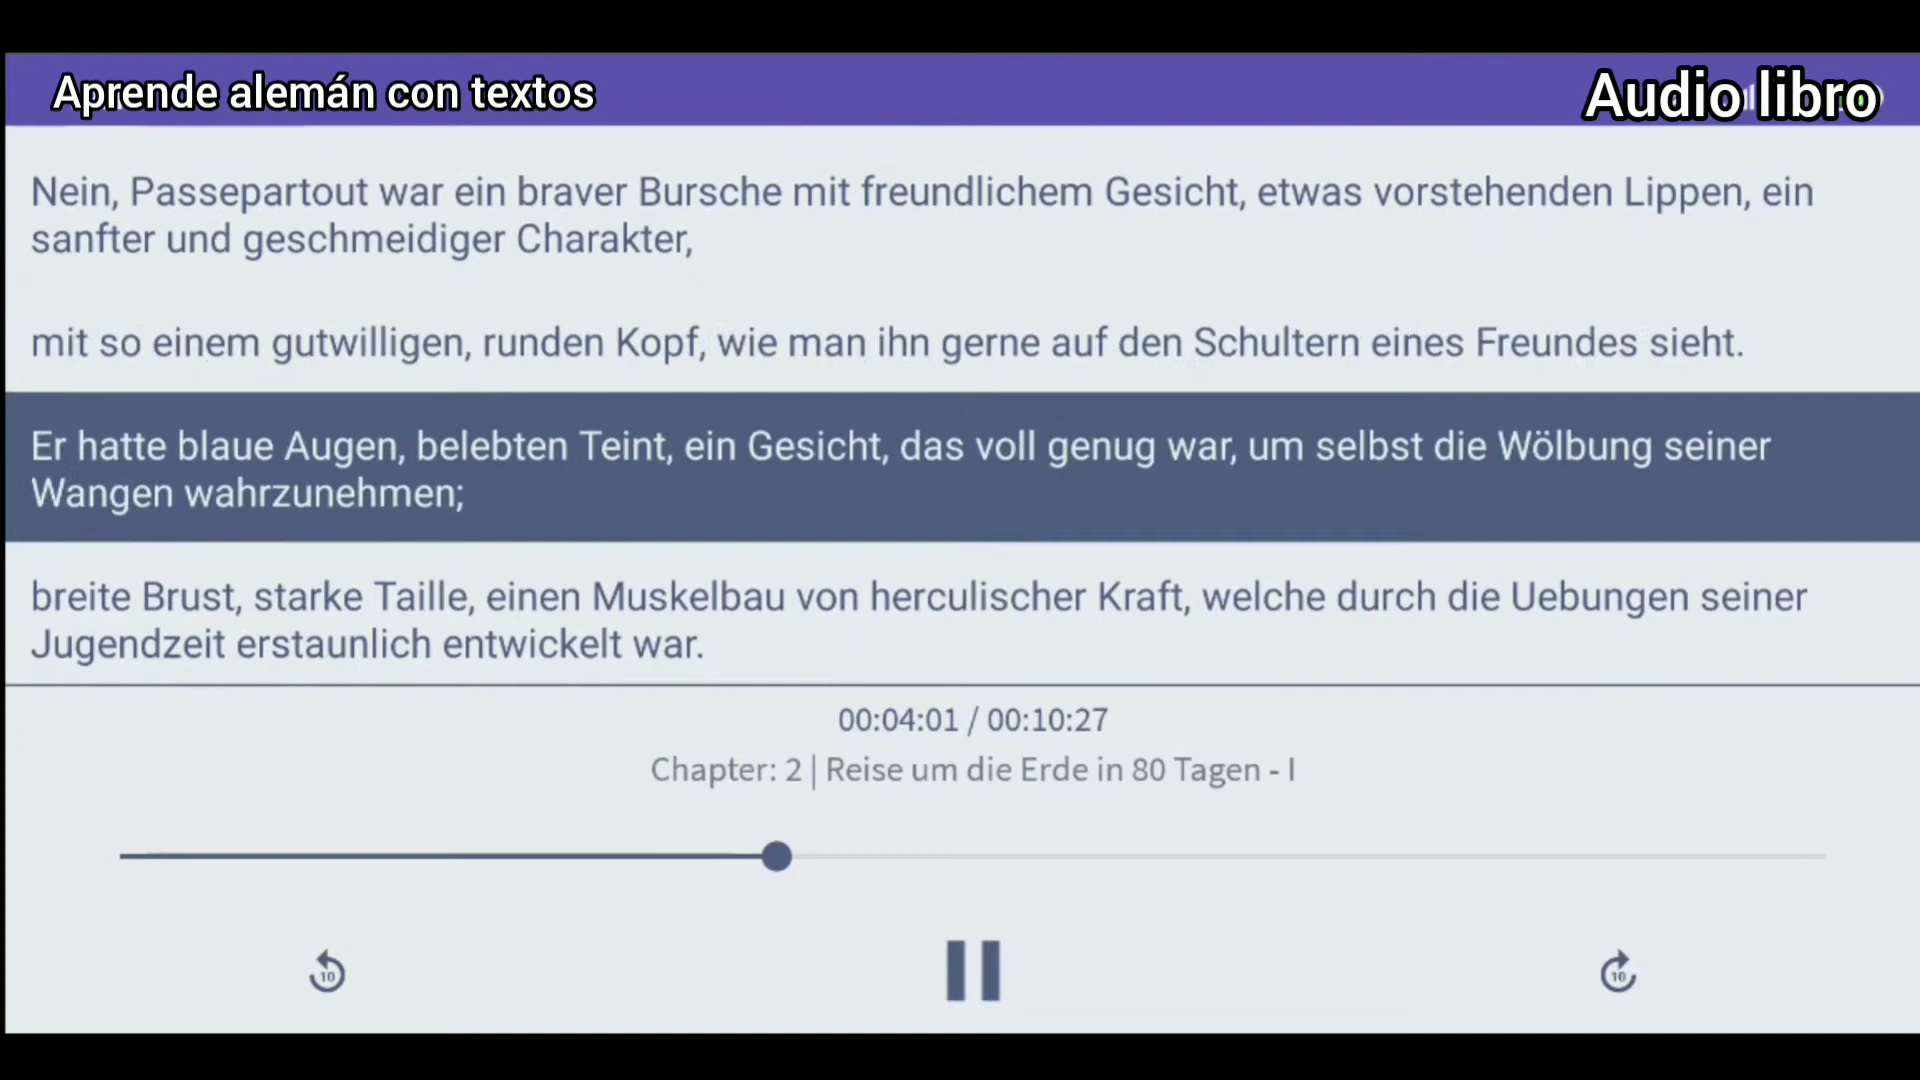 Aprende alemán con textos
Audio libro
Nein, Passepartout war ein braver Bursche mit freundlichem Gesicht, etwas vorstehenden Lippen, ein
sanfter und geschmeidiger Charakter,
mit so einem gutwilligen, runden Kopf, wie man ihn gerne auf den Schultern eines Freundes sieht.
Er hatte blaue Augen, belebten Teint, ein Gesicht, das voll genug war, um selbst die Wölbung seiner
Wangen wahrzunehmen;
breite Brust, starke Taille, einen Muskelbau von herculischer Kraft, welche durch die Uebungen seiner
Jugendzeit erstaunlich entwickelt war.
00:04:01 / 00:10:27
Chapter: 2 | Reise um die Erde in 80 Tagen - I
10
10